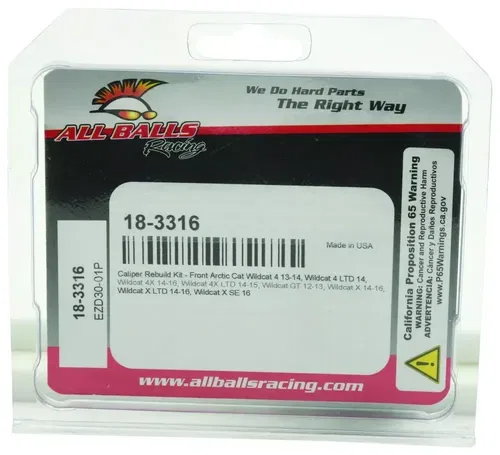 We Do Hard Parts
The Right Way
ALL BALLS
Racing
18-3316
Made in USA
Caliper Rebuild Kit - Front Arctic Cat Wildcat 4 13-14, Wildcat 4 LTD 14,
Wildcat 4X 14-16, Wildcat 4X LTD 14-15, Wildcat GT 12-13, Wildcat X 14-16,
Wildcat X LTD 14-16, Wildcat X SE 16
18-3316
EZD30-01P
California Proposition 65 Warning
WARNING: Cancer and Reproductive Harm
ADVERTENCIA: Cáncer y Daños Reproductivos
www.P65Warnings.ca.gov
www.allballsracing.com